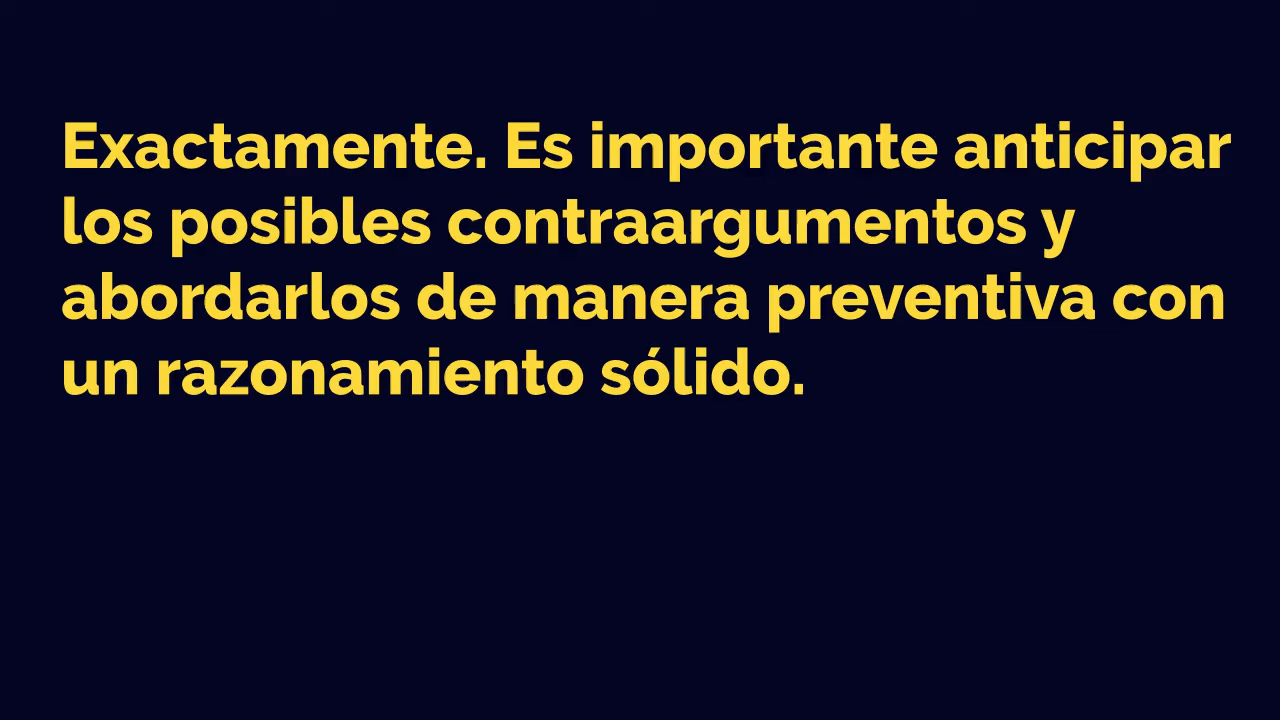 Exactamente. Es importante anticipar
los posibles contraargumentos y
abordarlos de manera preventiva con
un razonamiento sólido.